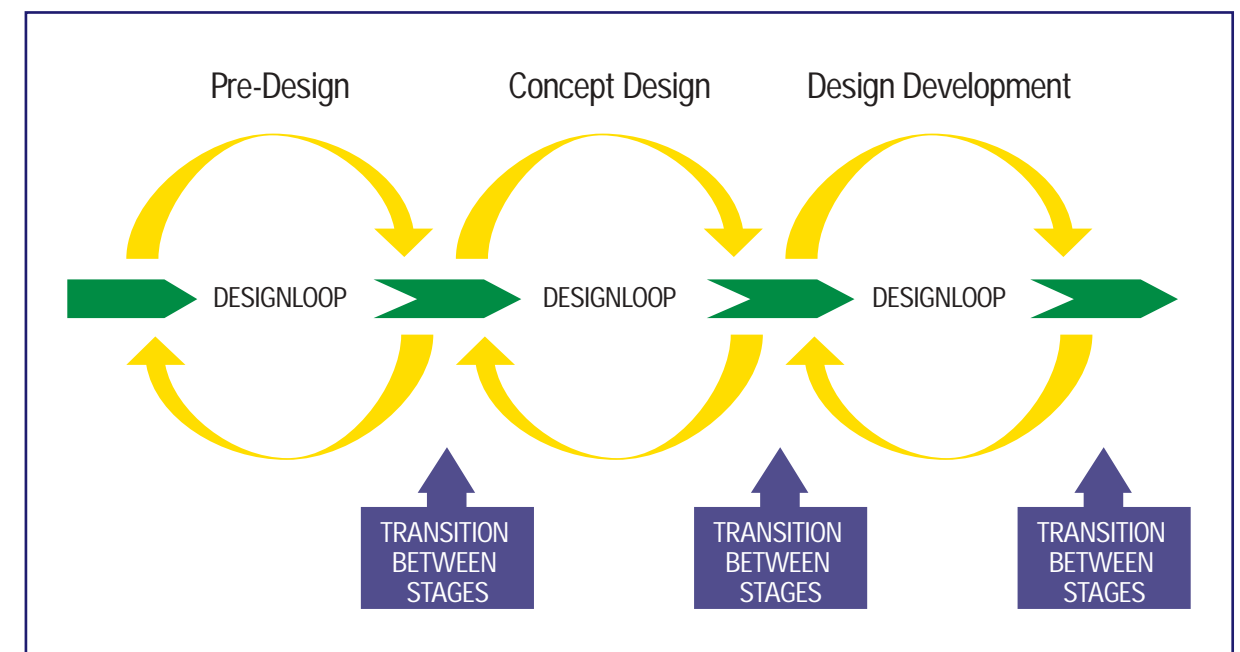 Pre-Design
Concept Design
Design Development
DESIGNLOOP
DESIGNLOOP
DESIGNLOOP
TRANSITION
BETWEEN
STAGES
TRANSITION
BETWEEN
STAGES
TRANSITION
BETWEEN
STAGES